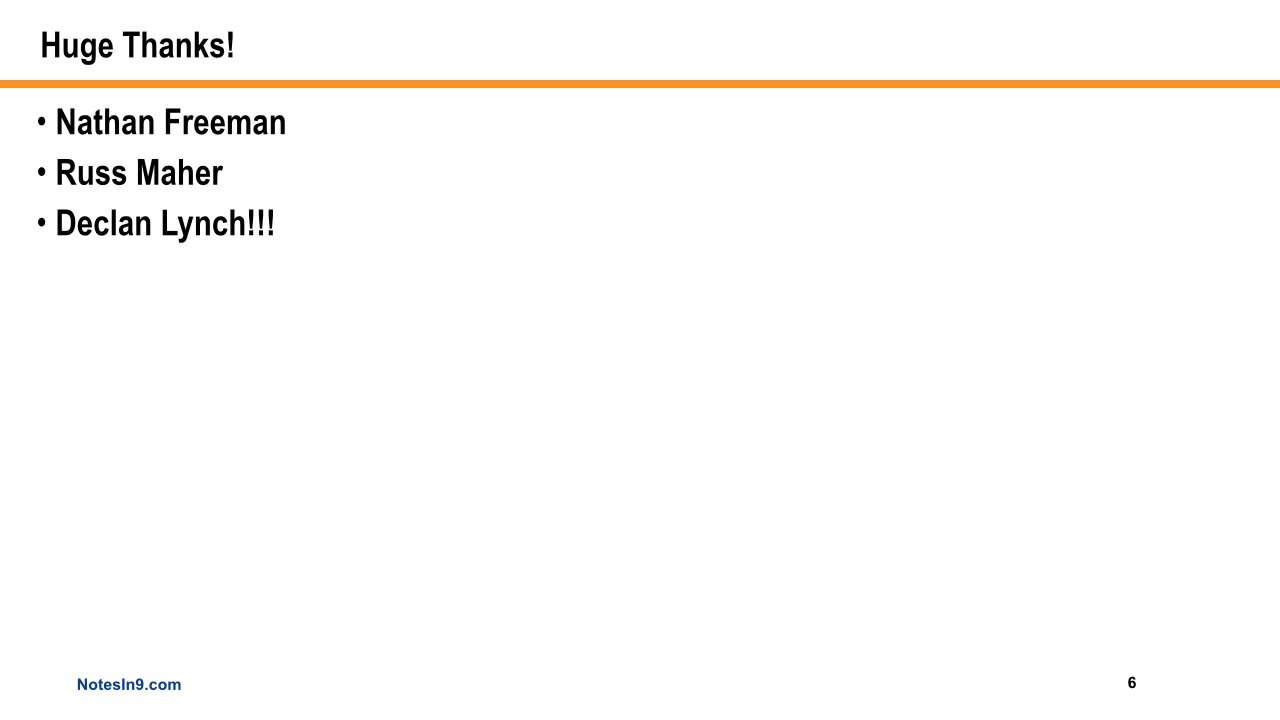 Huge Thanks!
• Nathan Freeman
• Russ Maher
• Declan Lynch!!!
NotesIn9.com
6